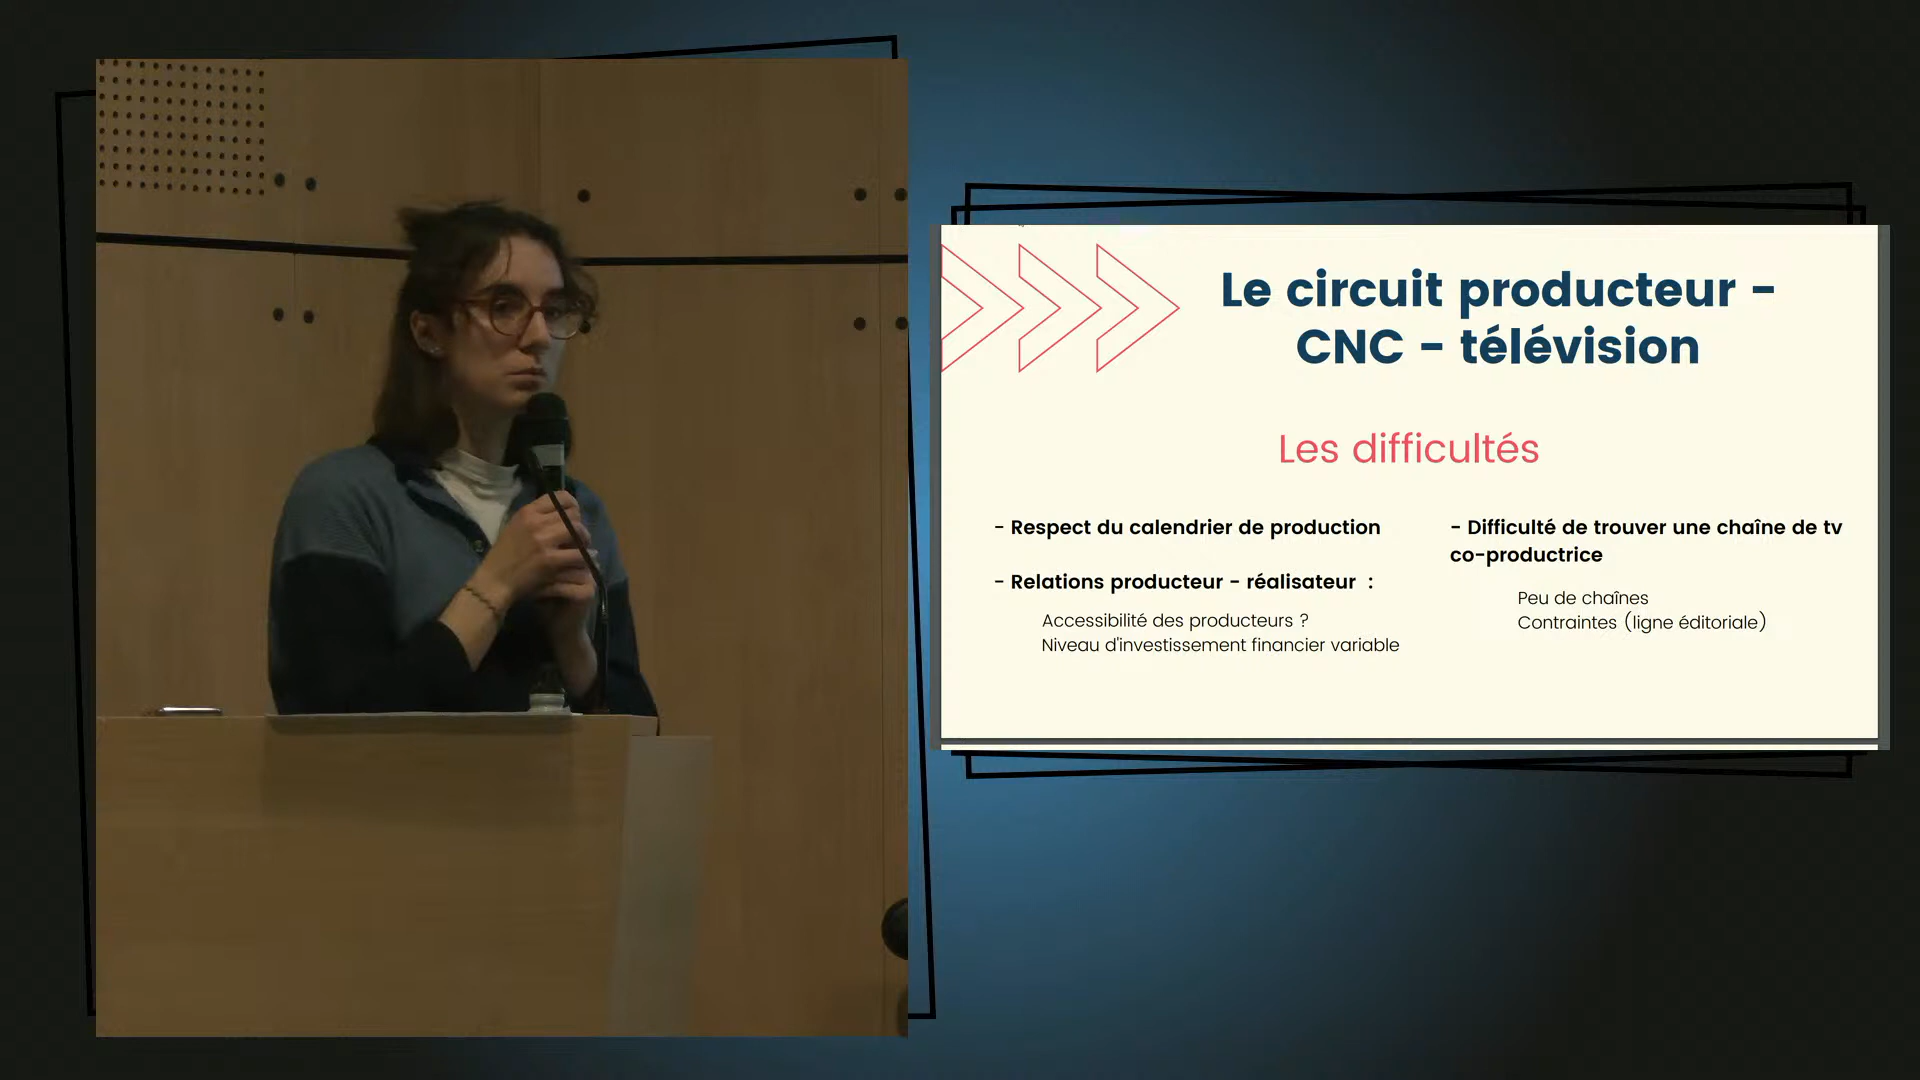 Le circuit producteur -
CNC - télévision
Les difficultés
- Respect du calendrier de production
- Relations producteur - réalisateur :
Accessibilité des producteurs ?
Niveau d'investissement financier variable
- Difficulté de trouver une chaîne de tv
co-productrice
Peu de chaînes
Contraintes (ligne éditoriale)